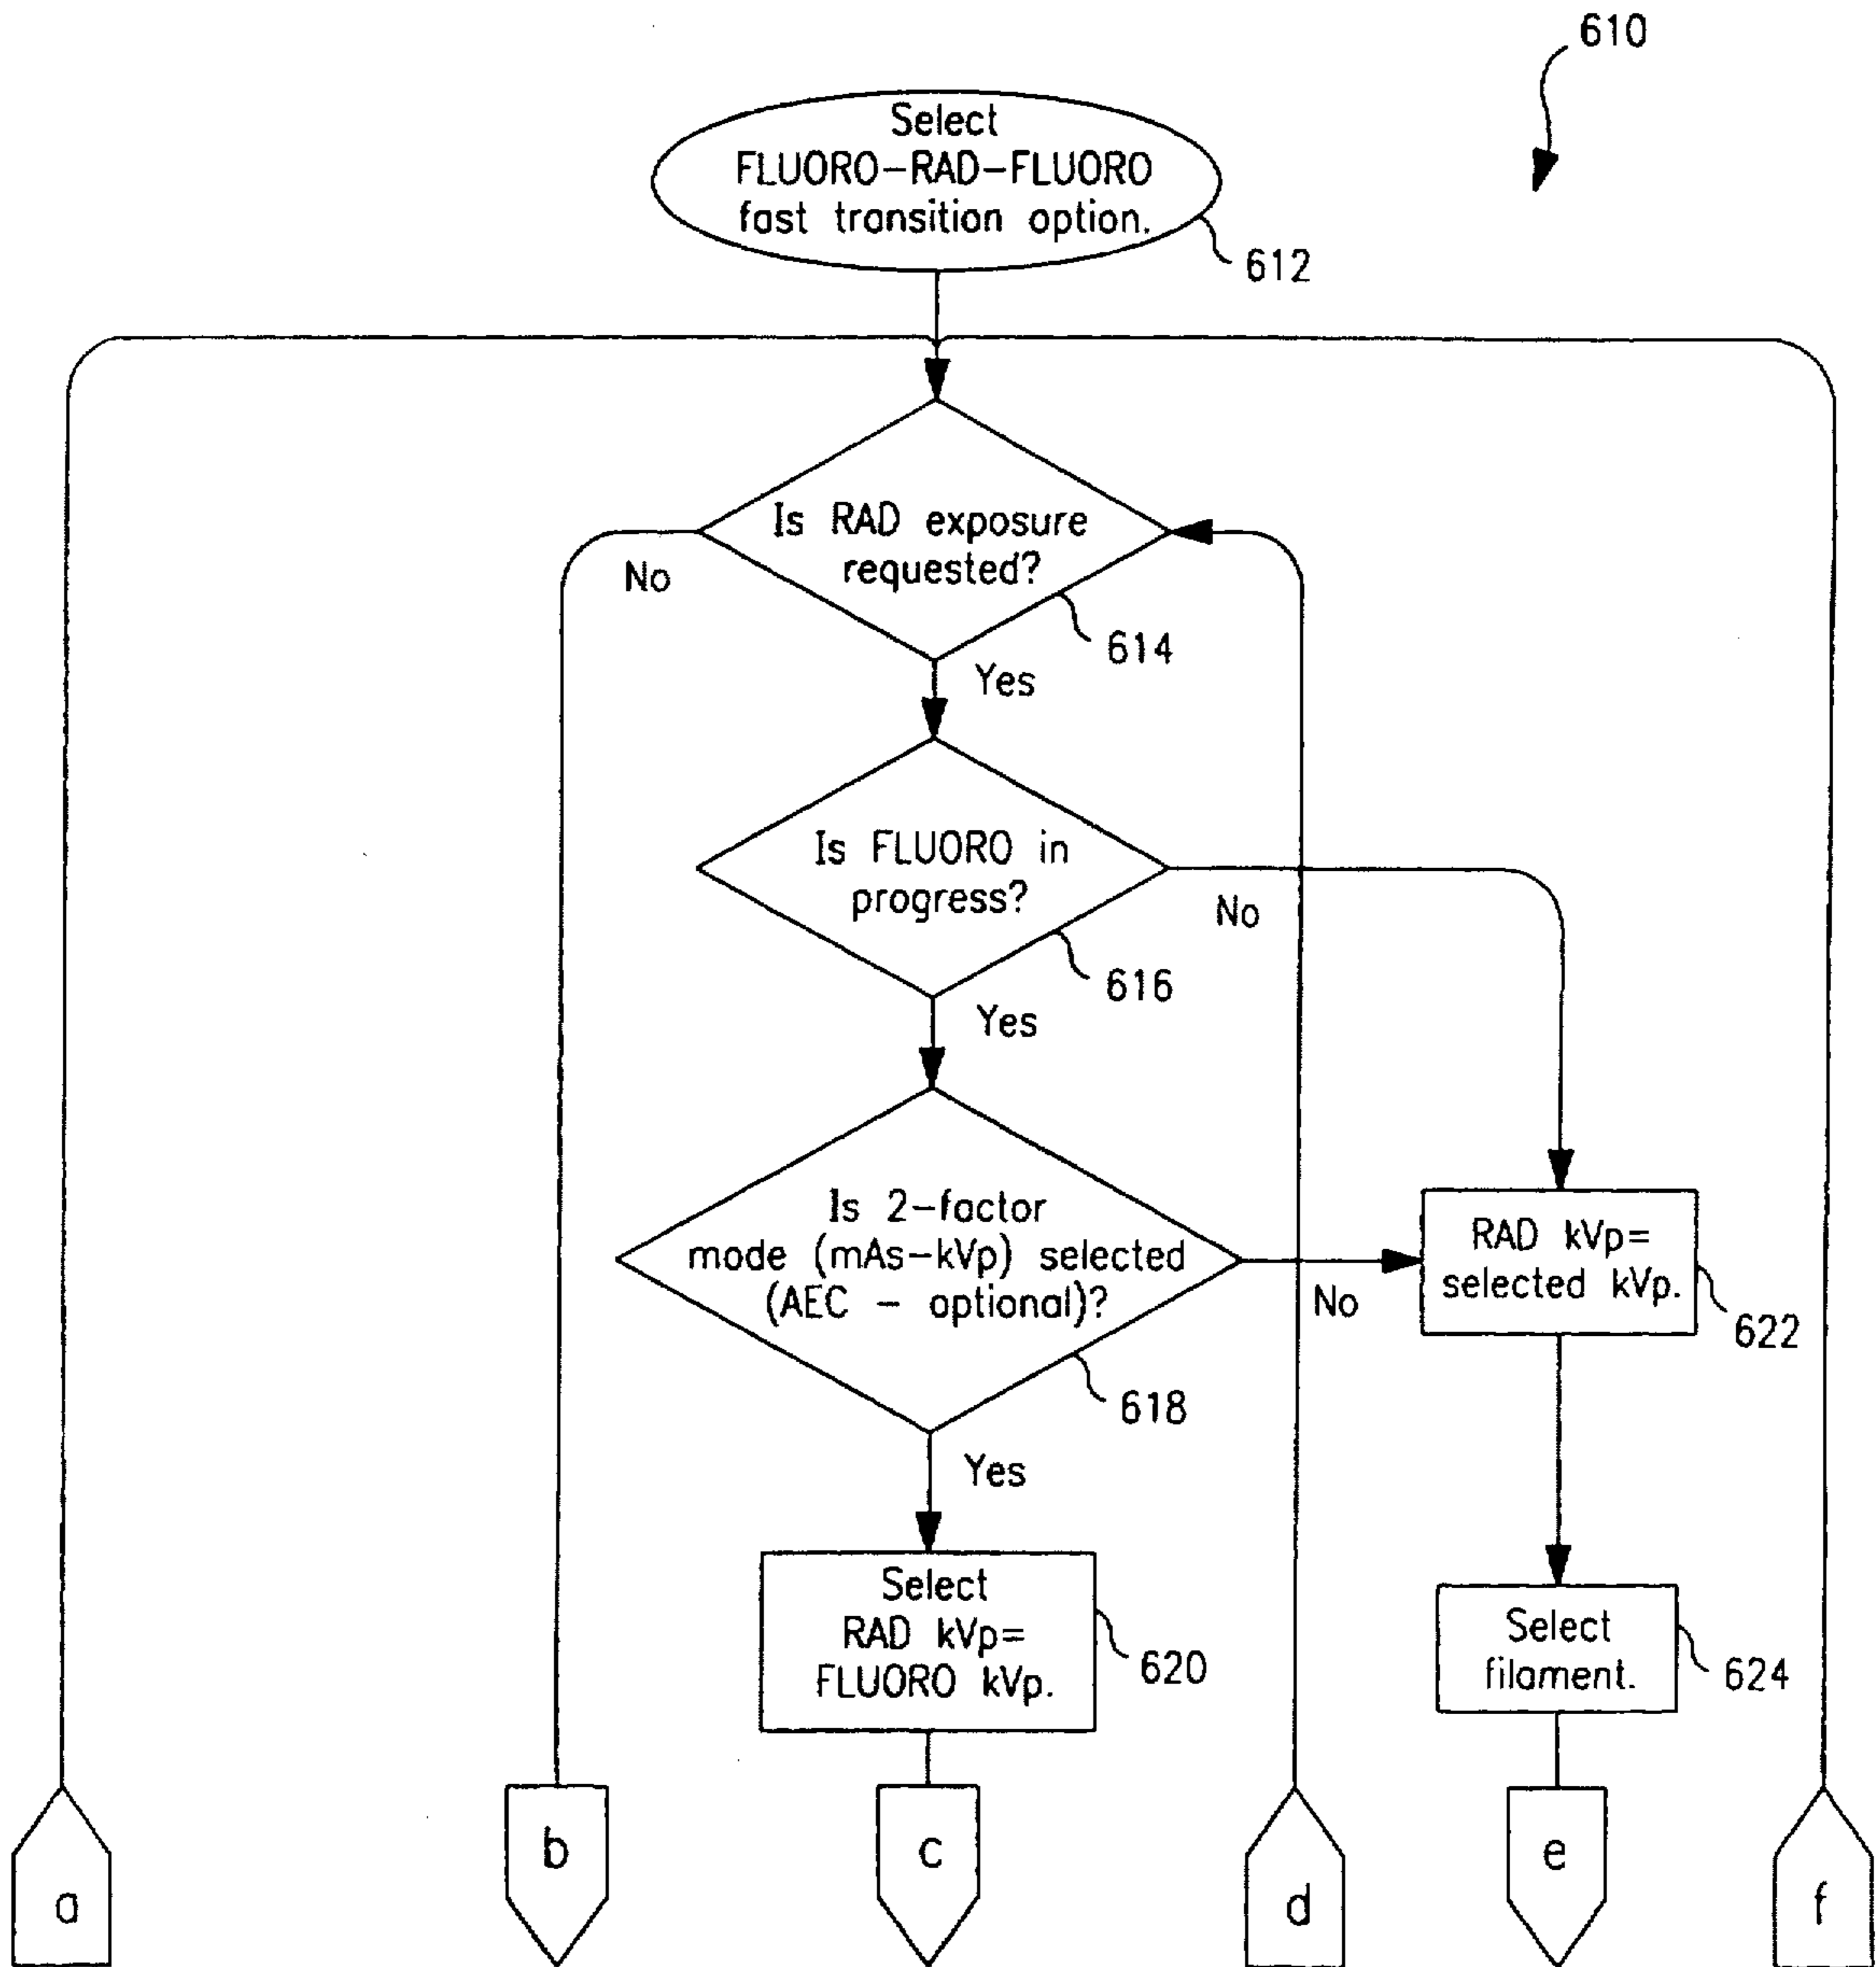 610
Select
FLUORO-RAD-FLUORO
fast transition option.
612
Is RAD exposure
requested?
No
614
Yes
Is FLUORO in
progress?
No
616
Yes
Is 2-factor
mode (mAs-kVp) selected
(AEC - optional)?
No
618
RAD kVp=
selected kVp.
622
Yes
Select
RAD kVp=
FLUORO kVp.
620
Select
filament.
624
a
b
c
d
e
f